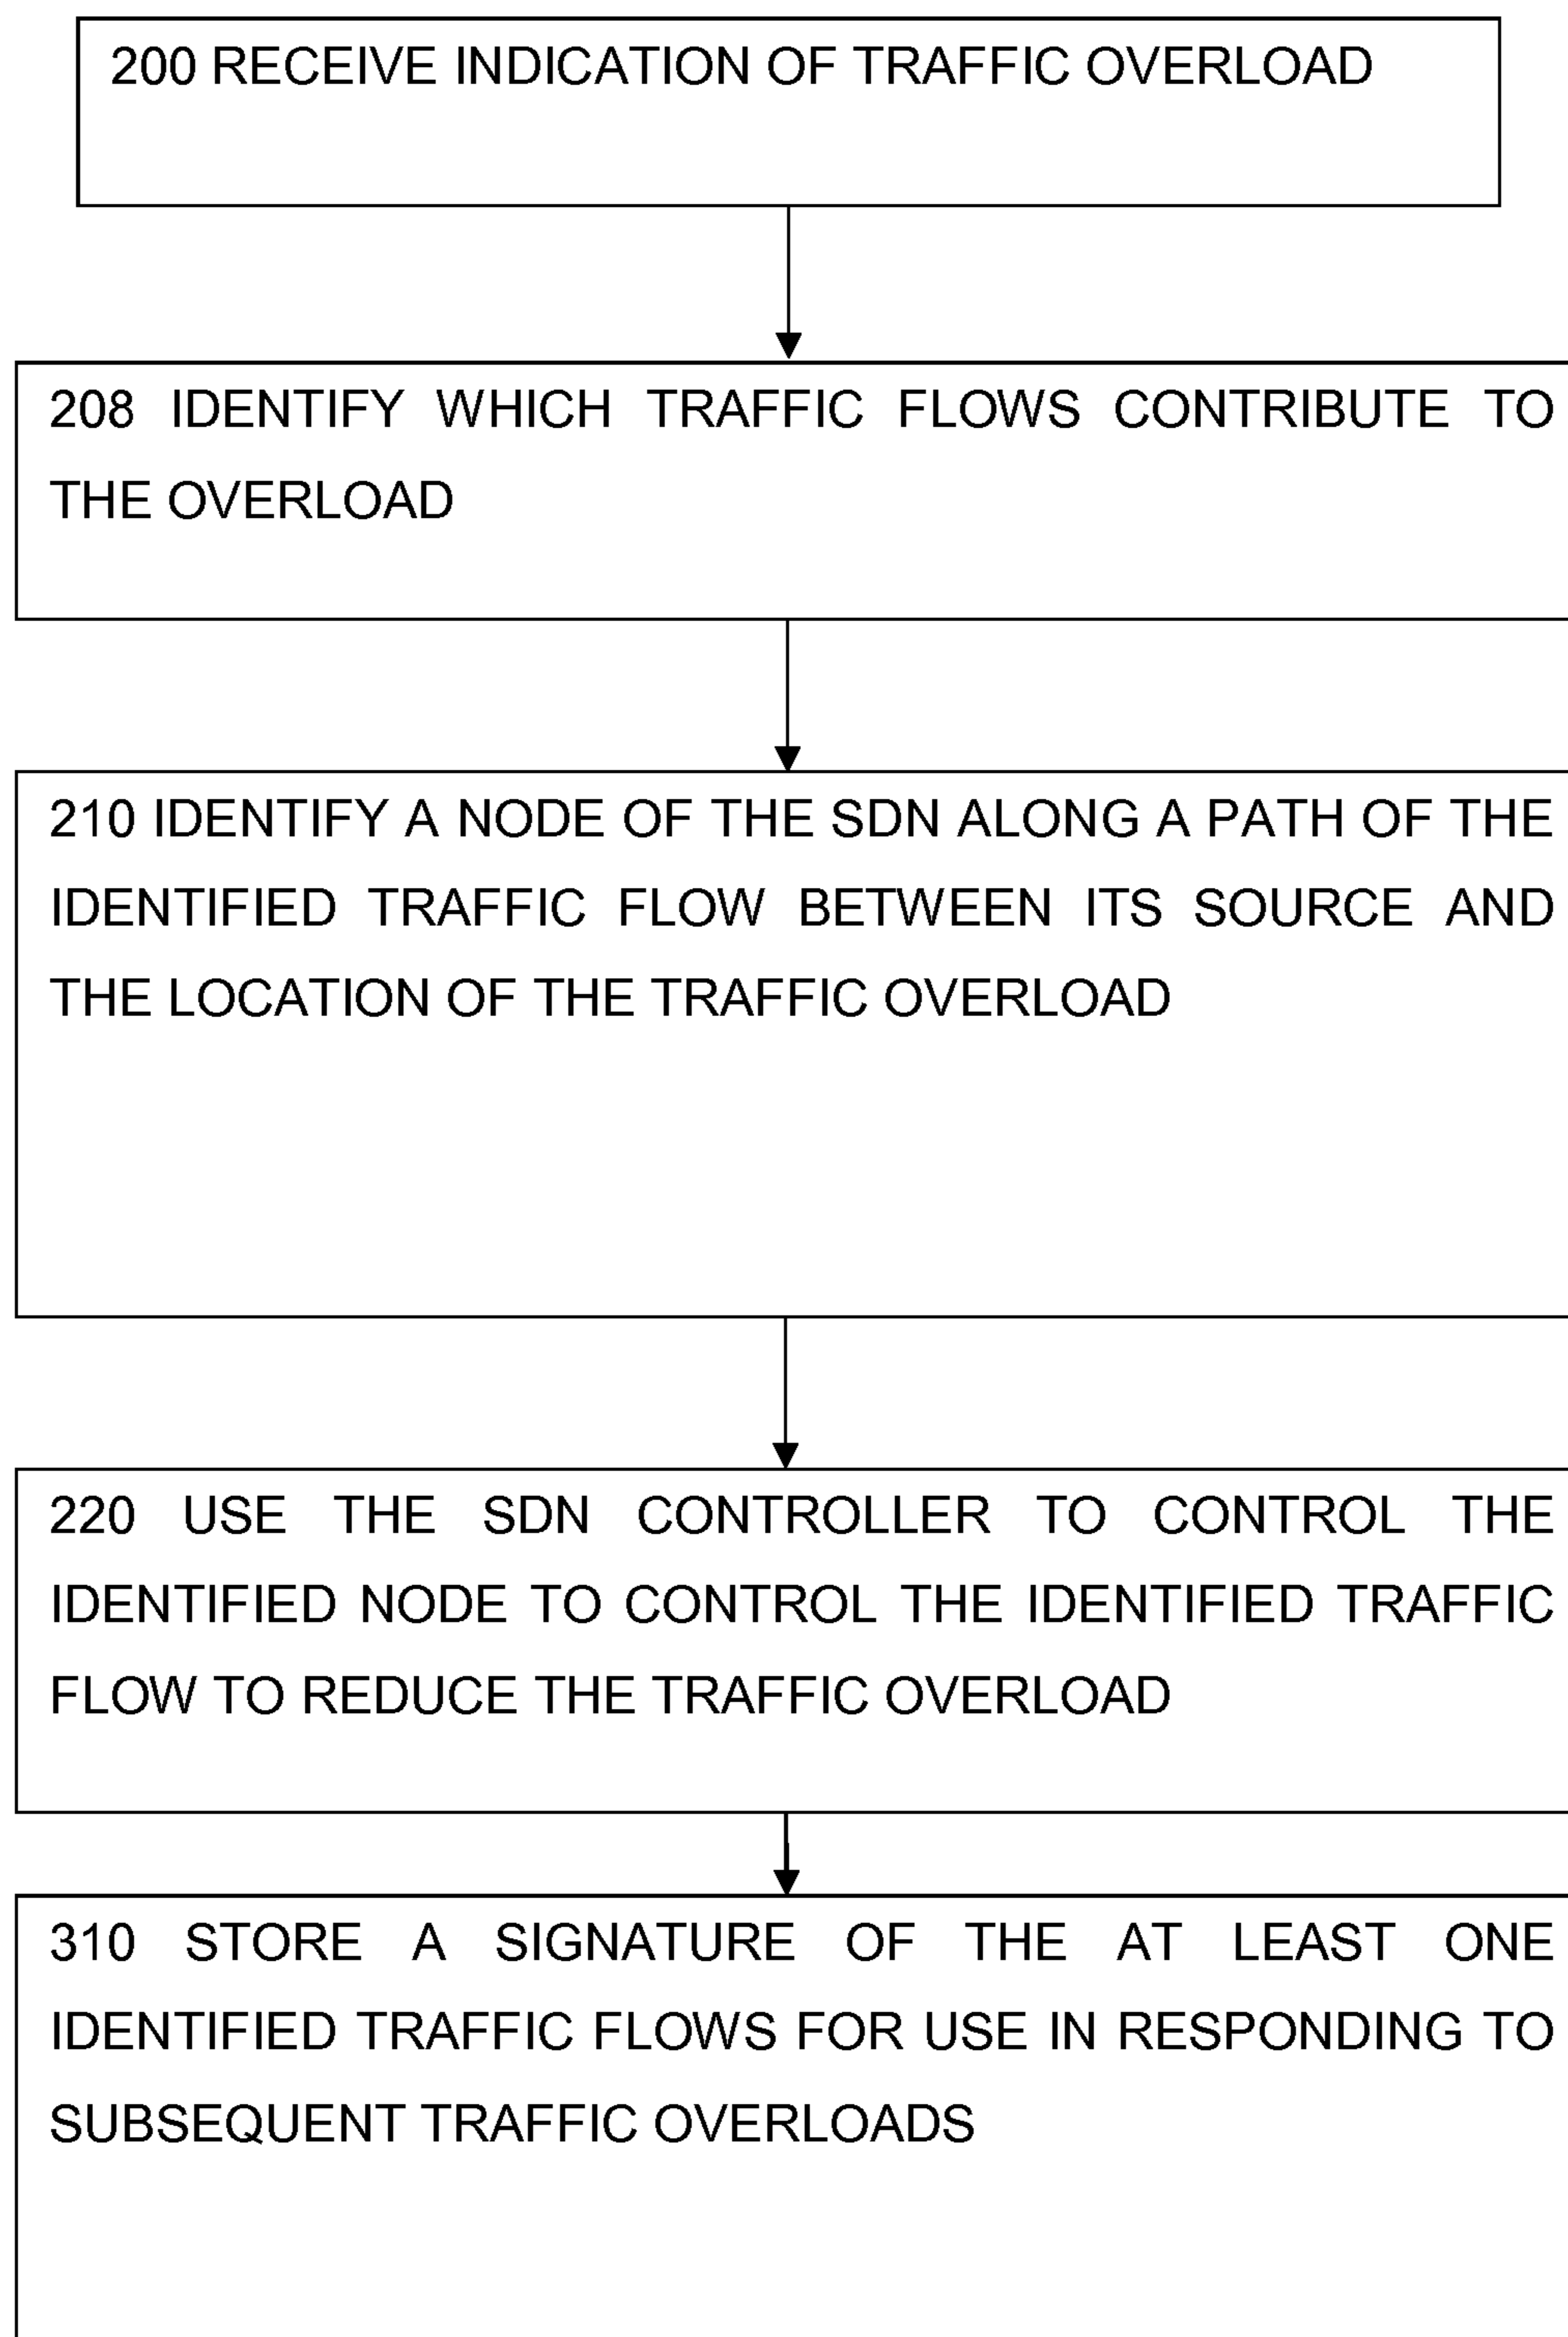 200 RECEIVE INDICATION OF TRAFFIC OVERLOAD
208 IDENTIFY WHICH TRAFFIC FLOWS CONTRIBUTE TO
THE OVERLOAD
210 IDENTIFY A NODE OF THE SDN ALONG A PATH OF THE
IDENTIFIED TRAFFIC FLOW BETWEEN ITS SOURCE AND
THE LOCATION OF THE TRAFFIC OVERLOAD
220 USE THE SDN CONTROLLER TO CONTROL THE
IDENTIFIED NODE TO CONTROL THE IDENTIFIED TRAFFIC
FLOW TO REDUCE THE TRAFFIC OVERLOAD
310 STORE A SIGNATURE OF THE AT LEAST ONE
IDENTIFIED TRAFFIC FLOWS FOR USE IN RESPONDING TO
SUBSEQUENT TRAFFIC OVERLOADS